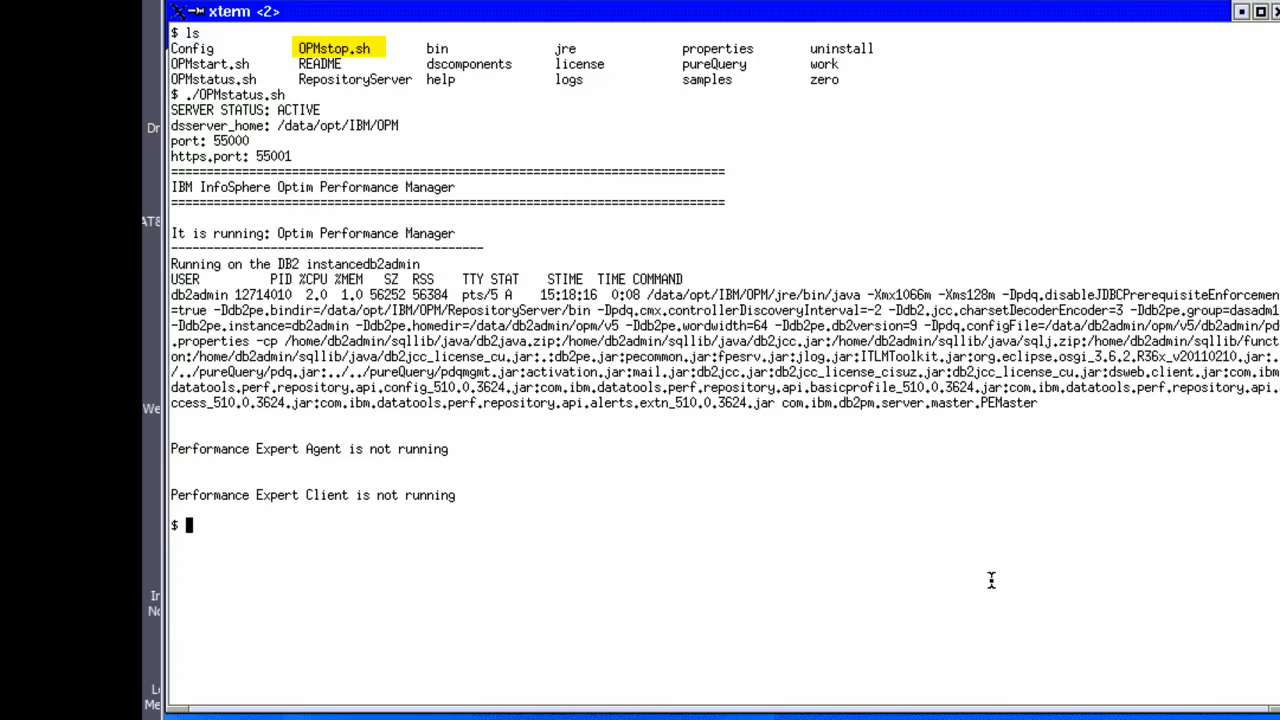 xterm <2>
$ ls
Config OPMstop.sh bin jre properties uninstall
OPMstart.sh README dscomponents license pureQuery work
OPMstatus.sh RepositoryServer help logs samples zero
$ ./OPMstatus.sh
SERVER STATUS: ACTIVE
dsserver_home: /data/opt/IBM/OPM
port: 55000
https.port: 55001
==============================================================================
IBM InfoSphere Optim Performance Manager
==============================================================================
It is running: Optim Performance Manager
--------------------------------------------
Running on the DB2 instancedb2admin
USER PID %CPU %MEM SZ RSS TTY STAT STIME TIME COMMAND
db2admin 12714010 2.0 1.0 56252 56384 pts/5 A 15:18:16 0:08 /data/opt/IBM/OPM/jre/bin/java -Xmx1066m -Xms128m -Dpdq.disableJDBCPrerequisiteEnforcemen
=true -Ddb2pe.bindir=/data/opt/IBM/OPM/RepositoryServer/bin -Dpdq.cmx.controllerDiscoveryInterval=-2 -Ddb2.jcc.charsetDecoderEncoder=3 -Ddb2pe.group=dasadm1
-Ddb2pe.instance=db2admin -Ddb2pe.homedir=/data/db2admin/opm/v5 -Ddb2pe.wordwidth=64 -Ddb2pe.db2version=9 -Dpdq.configFile=/data/db2admin/opm/v5/db2admin/pd
.properties -cp /home/db2admin/sqllib/java/db2java.zip:/home/db2admin/sqllib/java/db2jcc.jar:/home/db2admin/sqllib/java/sqlj.zip:/home/db2admin/sqllib/funct
on:/home/db2admin/sqllib/java/db2jcc_license_cu.jar:.:db2pe.jar:pecommon.jar:fpesrv.jar:jlog.jar:ITLMToolkit.jar:org.eclipse.osgi_3.6.2.R36x_v20110210.jar:.
/../pureQuery/pdq.jar:../../pureQuery/pdqmgmt.jar:activation.jar:mail.jar:db2jcc.jar:db2jcc_license_cisuz.jar:db2jcc_license_cu.jar:dsweb.client.jar:com.ibm
datatools.perf.repository.api.config_510.0.3624.jar:com.ibm.datatools.perf.repository.api.basicprofile_510.0.3624.jar:com.ibm.datatools.perf.repository.api.
ccess_510.0.3624.jar:com.ibm.datatools.perf.repository.api.alerts.extn_510.0.3624.jar com.ibm.db2pm.server.master.PEMaster
Performance Expert Agent is not running
Performance Expert Client is not running
$
Dr
AT&
We
In
No
Lo
Me